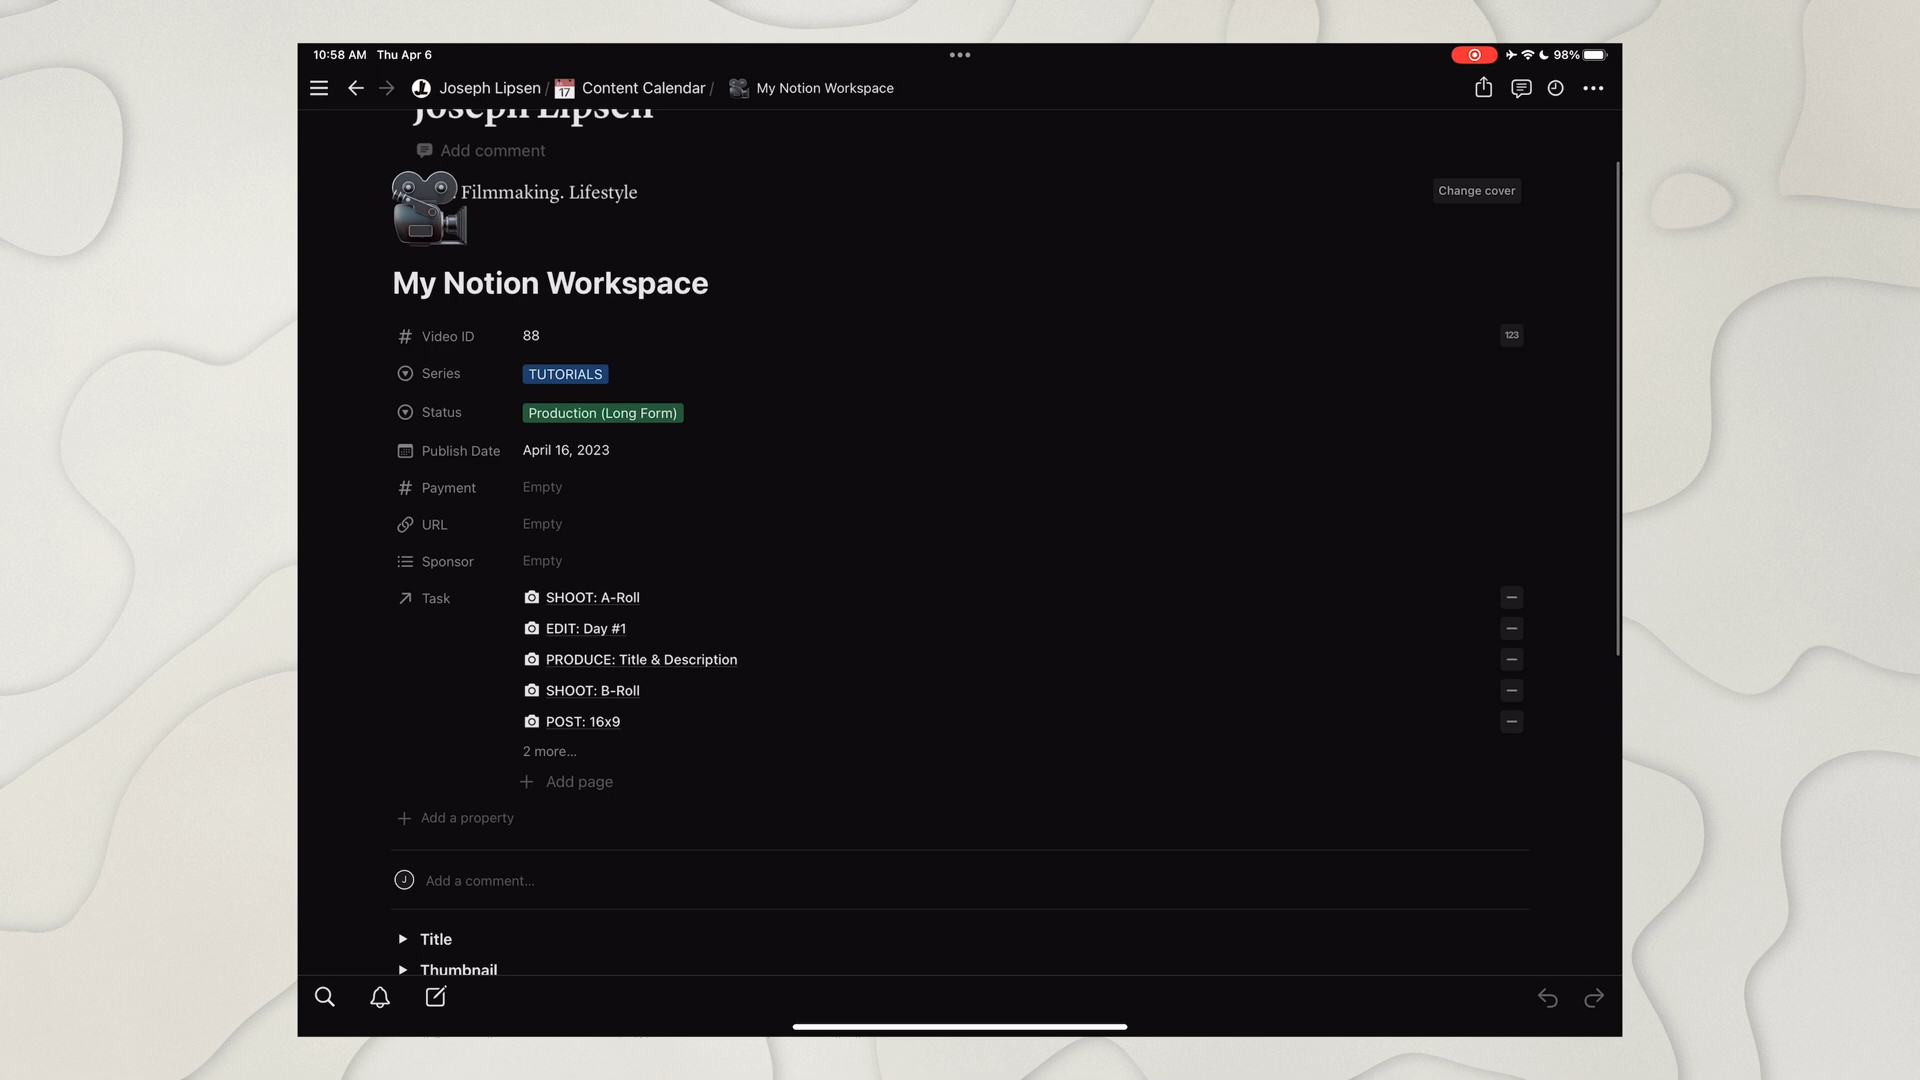 10:58 AM Thu Apr 6
98%
Joseph Lipsen / 17 Content Calendar / My Notion Workspace
Joseph Lipsen
Add comment
Filmmaking. Lifestyle
Change cover
My Notion Workspace
Video ID 88
123
Series TUTORIALS
Status Production (Long Form)
Publish Date April 16, 2023
Payment Empty
URL Empty
Sponsor Empty
Task SHOOT: A-Roll
EDIT: Day #1
PRODUCE: Title & Description
SHOOT: B-Roll
POST: 16x9
2 more...
Add page
Add a property
J Add a comment...
Title
Thumbnail